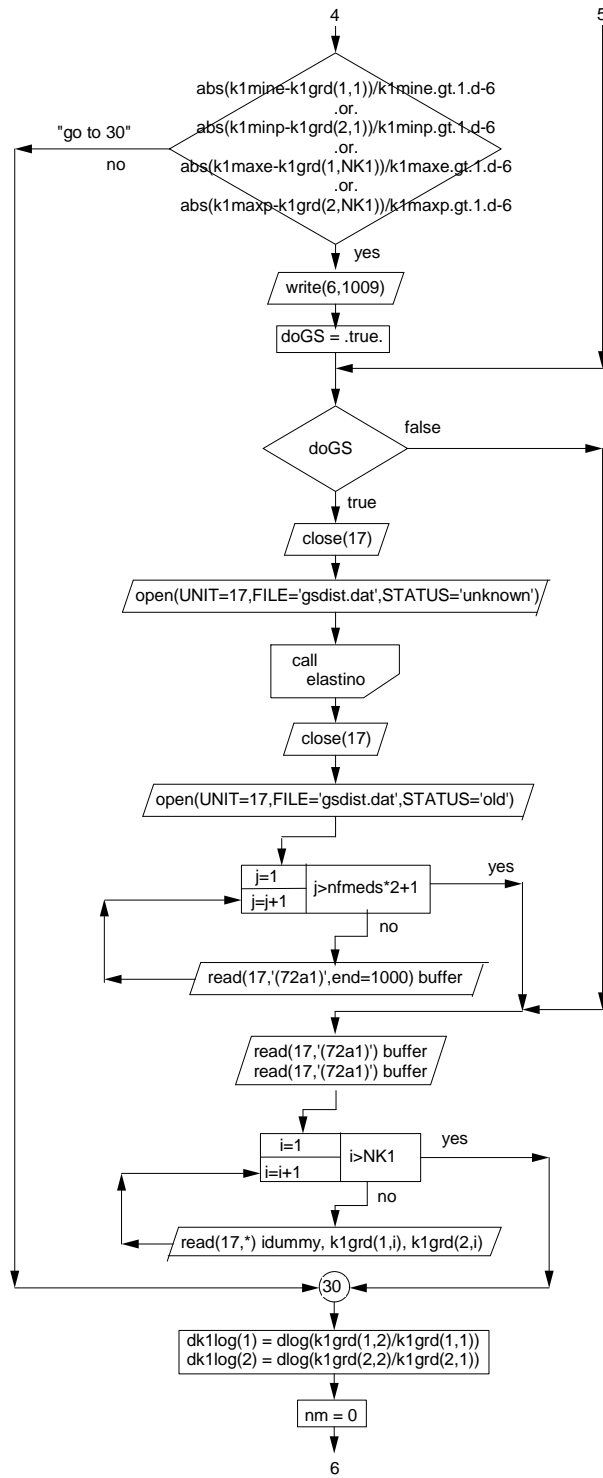 4
5
abs(k1mine-k1grd(1,1))/k1mine.gt.1.d-6
.or.
abs(k1minp-k1grd(2,1))/k1minp.gt.1.d-6
.or.
abs(k1maxe-k1grd(1,NK1))/k1maxe.gt.1.d-6
.or.
abs(k1maxp-k1grd(2,NK1))/k1maxp.gt.1.d-6
"go to 30"
no
yes
write(6,1009)
doGS = .true.
doGS
false
true
close(17)
open(UNIT=17,FILE='gsdist.dat',STATUS='unknown')
call
elastino
close(17)
open(UNIT=17,FILE='gsdist.dat',STATUS='old')
j=1
j=j+1
j>nfmeds*2+1
yes
no
read(17,'(72a1)',end=1000) buffer
read(17,'(72a1)') buffer
read(17,'(72a1)') buffer
i=1
i=i+1
i>NK1
yes
no
read(17,*) idummy, k1grd(1,i), k1grd(2,i)
30
dk1log(1) = dlog(k1grd(1,2)/k1grd(1,1))
dk1log(2) = dlog(k1grd(2,2)/k1grd(2,1))
nm = 0
6